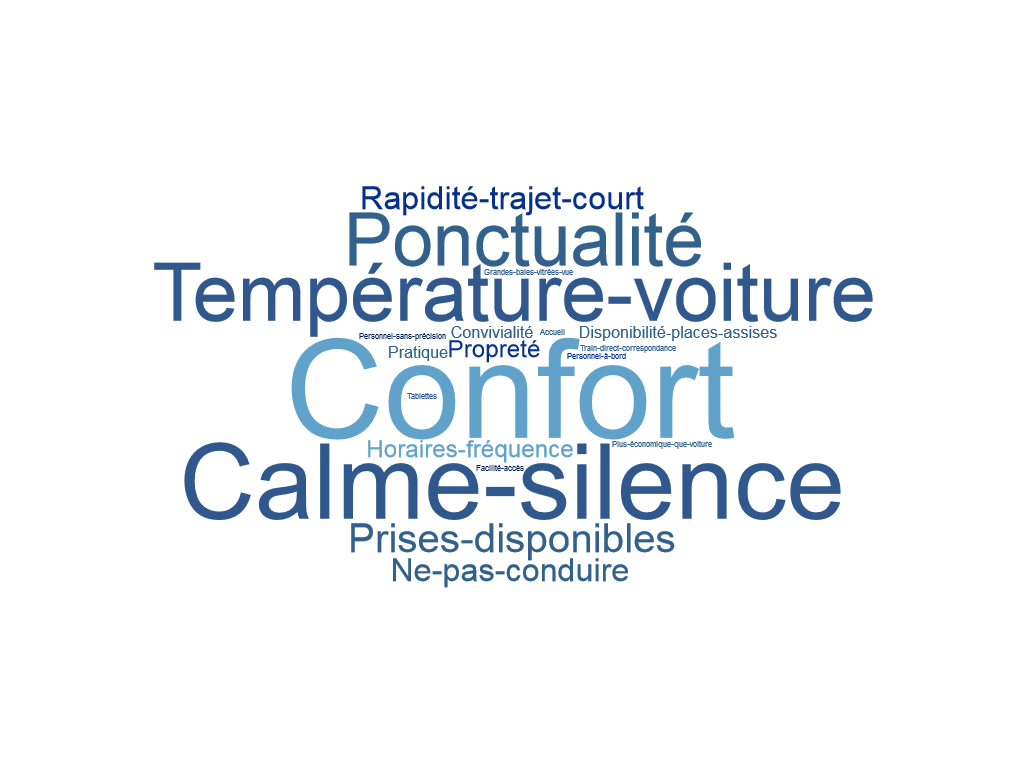 Rapidité-trajet-court
Ponctualité
Grandes-baies-vitrées-vue
Température-voiture
Personnel-sans-précision
Convivialité
Accueil
Disponibilité-places-assises
Pratique
Propreté
Train-direct-correspondance
Personnel-à-bord
Confort
Tablettes
Horaires-fréquence
Plus-économique-que-voiture
Facilité-accès
Calme-silence
Prises-disponibles
Ne-pas-conduire